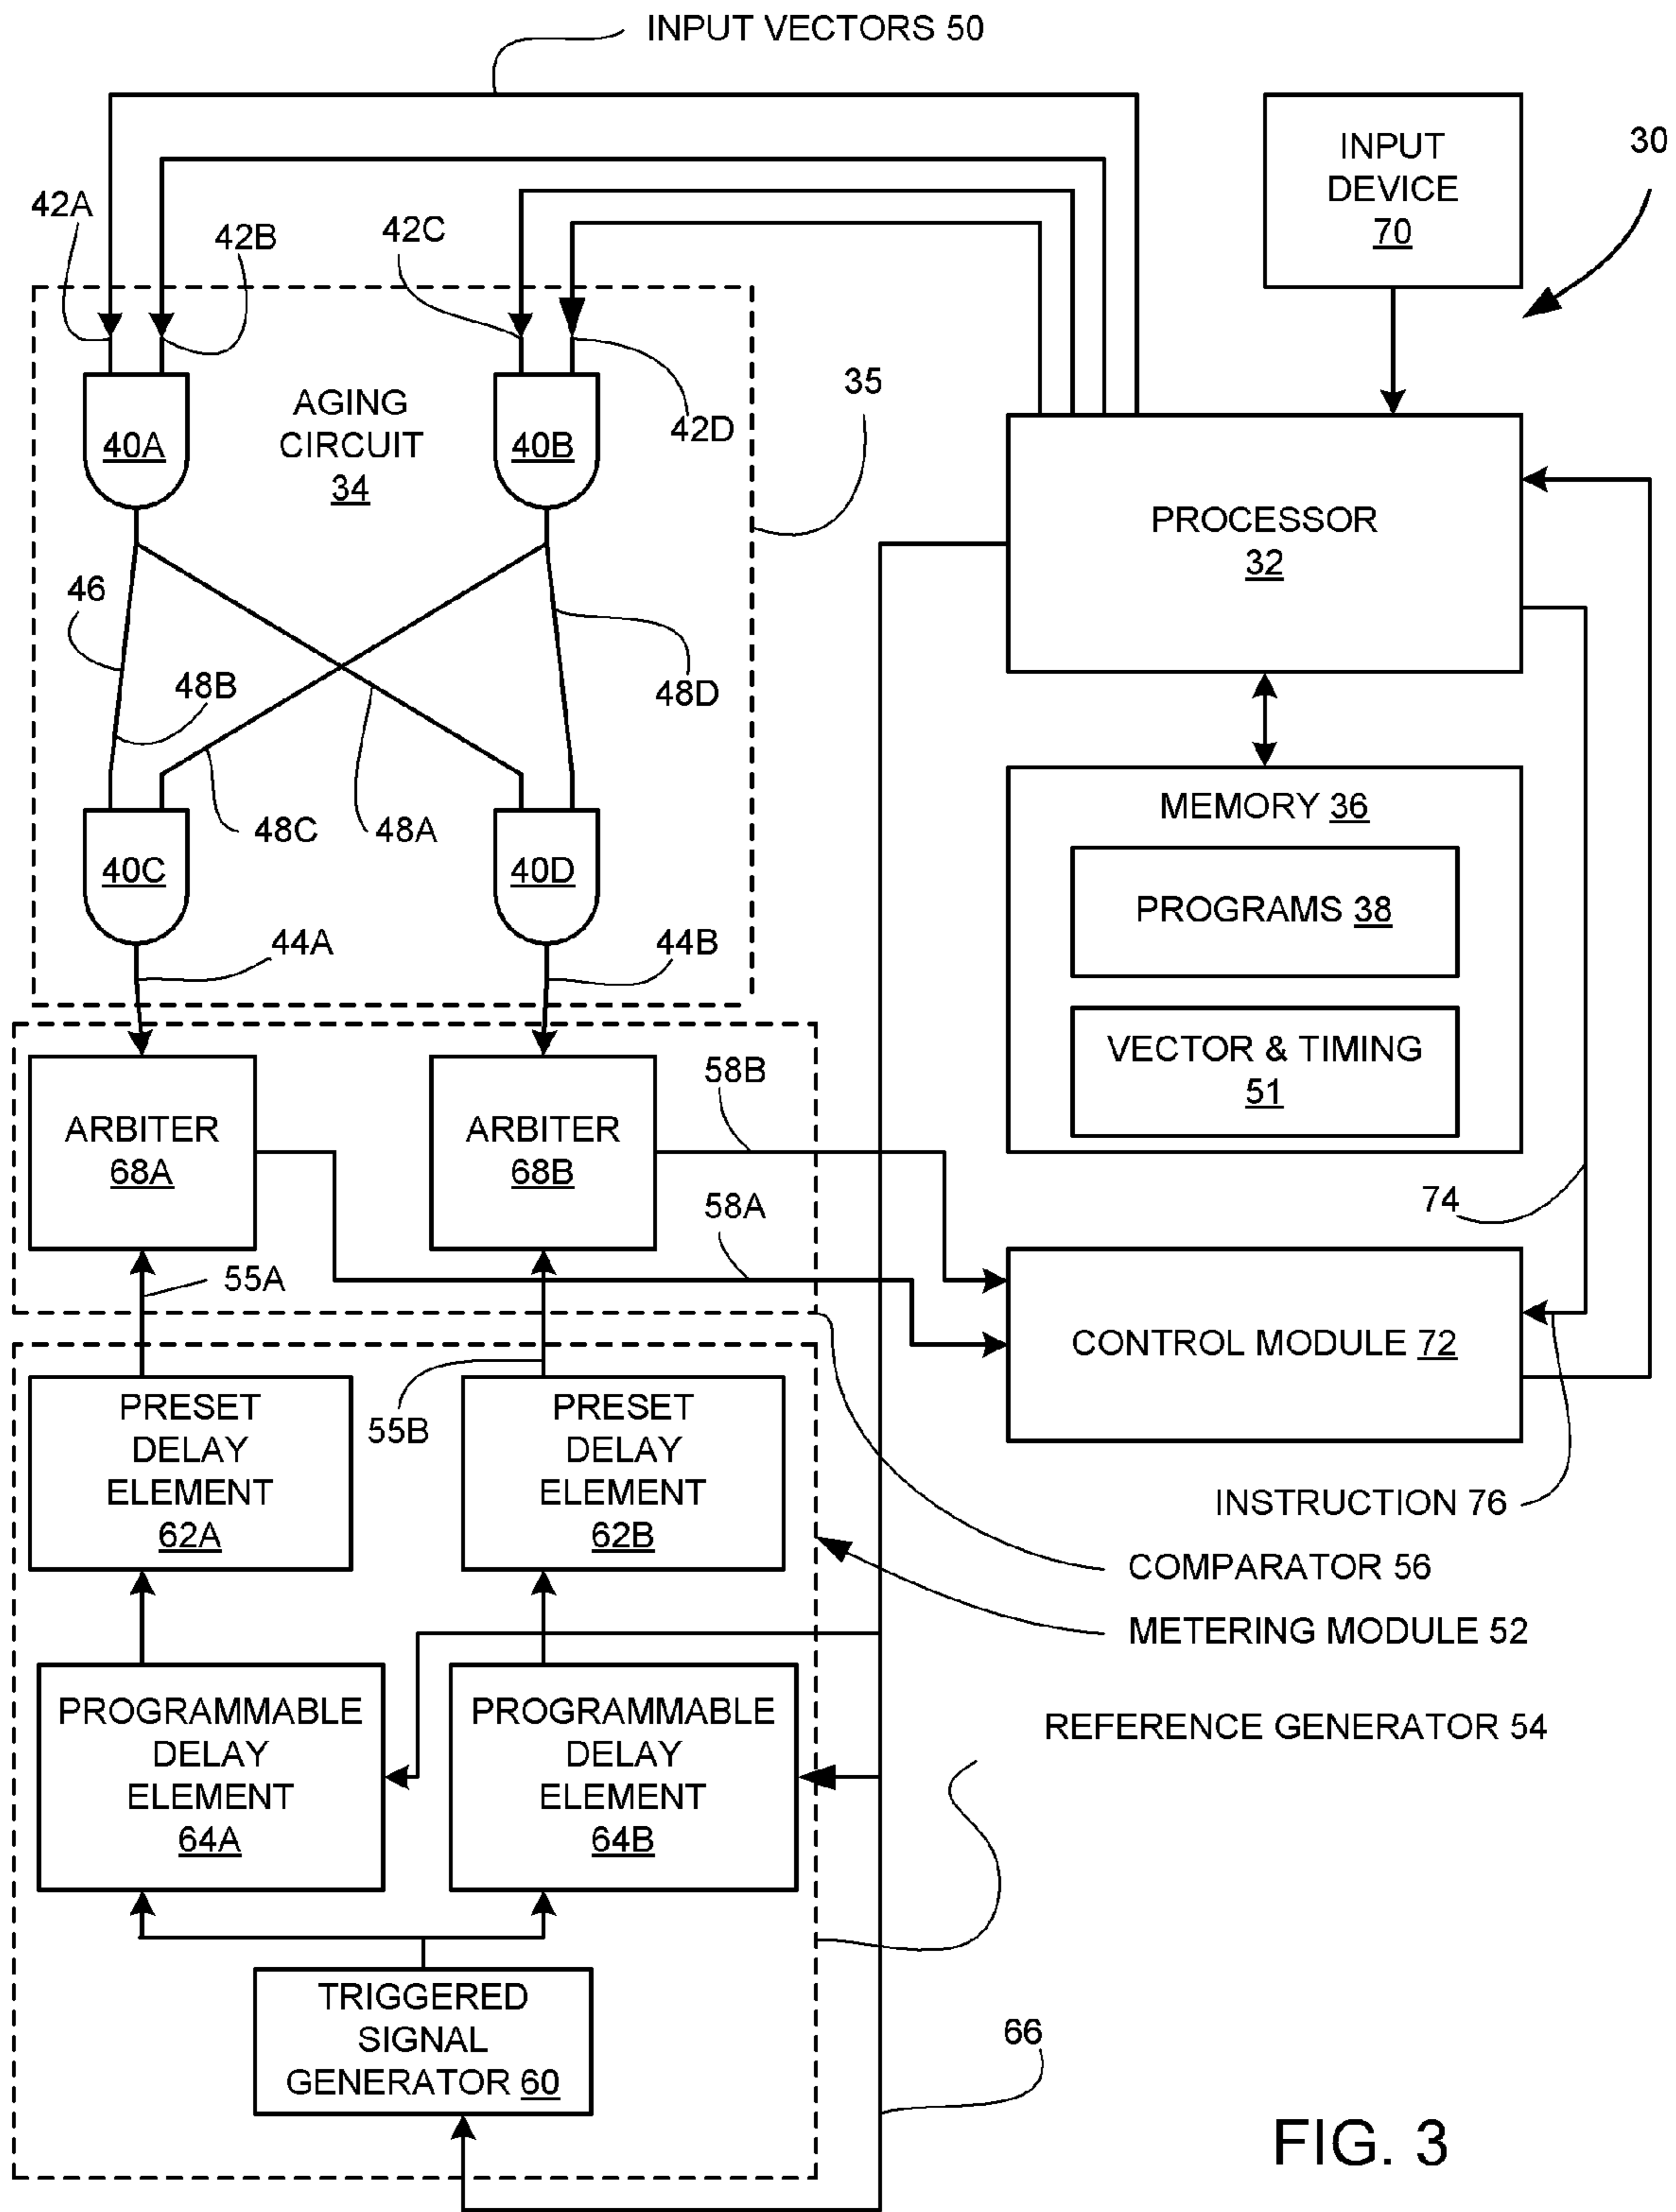 INPUT VECTORS 50
INPUT
DEVICE
70
30
42A
42B
42C
42D
AGING
CIRCUIT
34
35
40A
40B
PROCESSOR
32
46
48B
48D
48C
48A
40C
40D
MEMORY 36
PROGRAMS 38
VECTOR & TIMING
51
44A
44B
ARBITER
68A
ARBITER
68B
58B
58A
74
55A
55B
CONTROL MODULE 72
PRESET
DELAY
ELEMENT
62A
PRESET
DELAY
ELEMENT
62B
INSTRUCTION 76
COMPARATOR 56
METERING MODULE 52
REFERENCE GENERATOR 54
PROGRAMMABLE
DELAY
ELEMENT
64A
PROGRAMMABLE
DELAY
ELEMENT
64B
TRIGGERED
SIGNAL
GENERATOR 60
66
FIG. 3